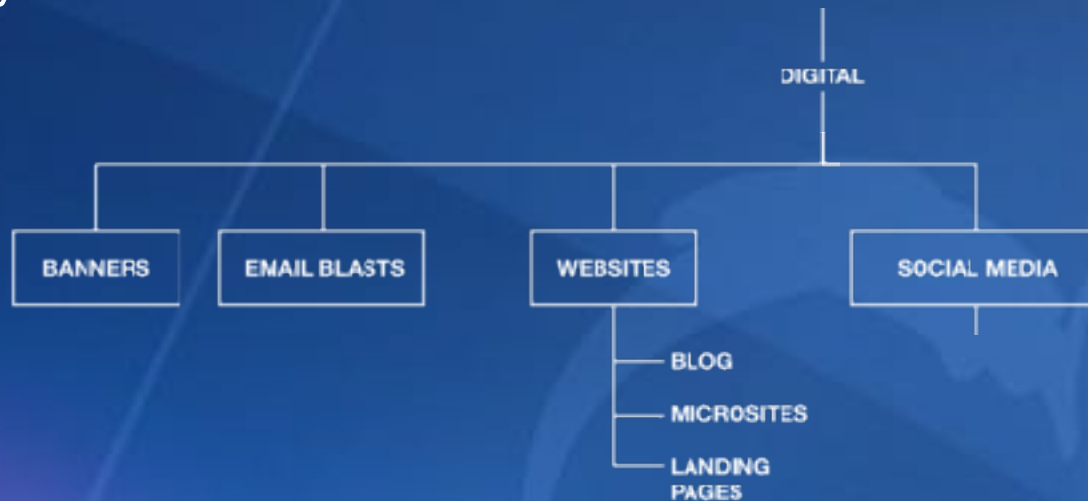 DIGITAL
BANNERS
EMAIL BLASTS
WEBSITES
SOCIAL MEDIA
BLOG
MICROSITES
LANDING
PAGES